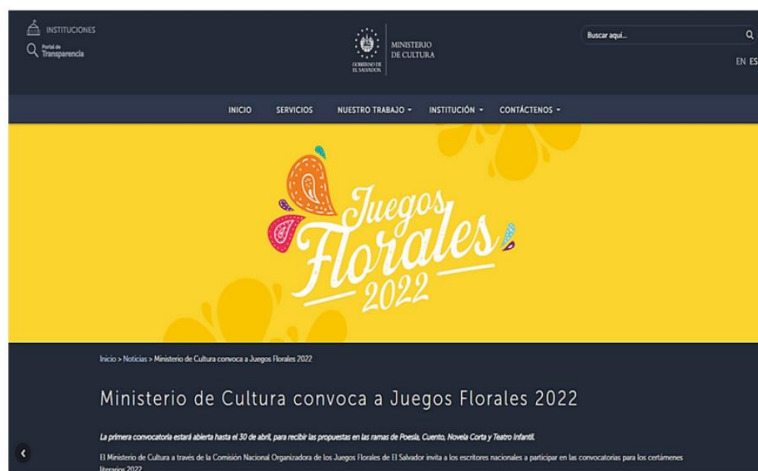 INSTITUCIONES
Portal de
Transparencia
GOBIERNO DE
EL SALVADOR
MINISTERIO
DE CULTURA
Buscar aquí...
EN ES
INICIO SERVICIOS NUESTRO TRABAJO INSTITUCIÓN CONTÁCTENOS
Juegos
Florales
2022
Inicio > Noticias > Ministerio de Cultura convoca a Juegos Florales 2022
Ministerio de Cultura convoca a Juegos Florales 2022
La primera convocatoria estará abierta hasta el 30 de abril, para recibir las propuestas en las ramas de Poesía, Cuento, Novela Corta y Teatro Infantil.
El Ministerio de Cultura a través de la Comisión Nacional Organizadora de los Juegos Florales de El Salvador invita a los escritores nacionales a participar en las convocatorias para los certámenes
literarios 2022